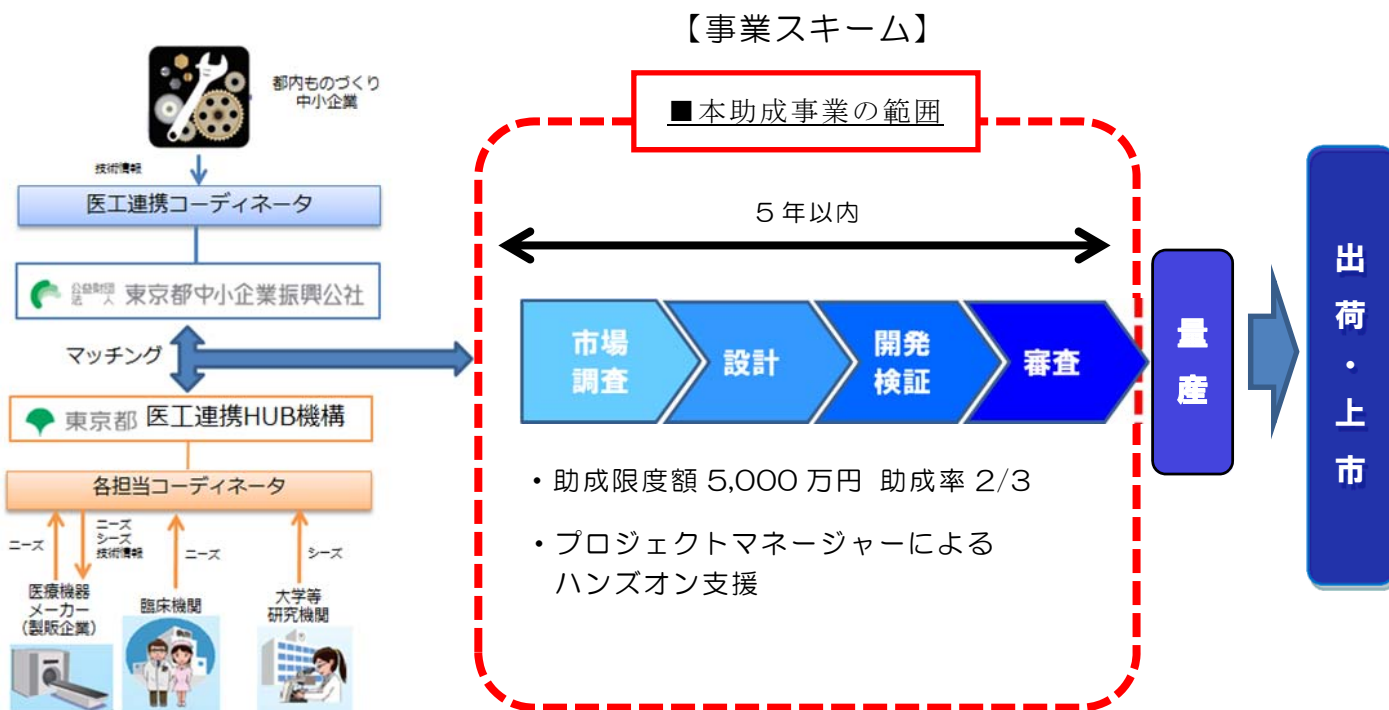 【事業スキーム】
都内ものづくり
中小企業
技術情報
医工連携コーディネータ
公益財団
法 人
東京都中小企業振興公社
マッチング
東京都 医工連携HUB機構
各担当コーディネータ
ニーズ
ニーズ
シーズ
技術情報
ニーズ
シーズ
医療機器
メーカー
（製販企業）
臨床機関
大学等
研究機関
■本助成事業の範囲
5年以内
市場
調査
設計
開発
検証
審査
・助成限度額 5,000 万円 助成率 2/3
・プロジェクトマネージャーによる
ハンズオン支援
量産
出荷・上市